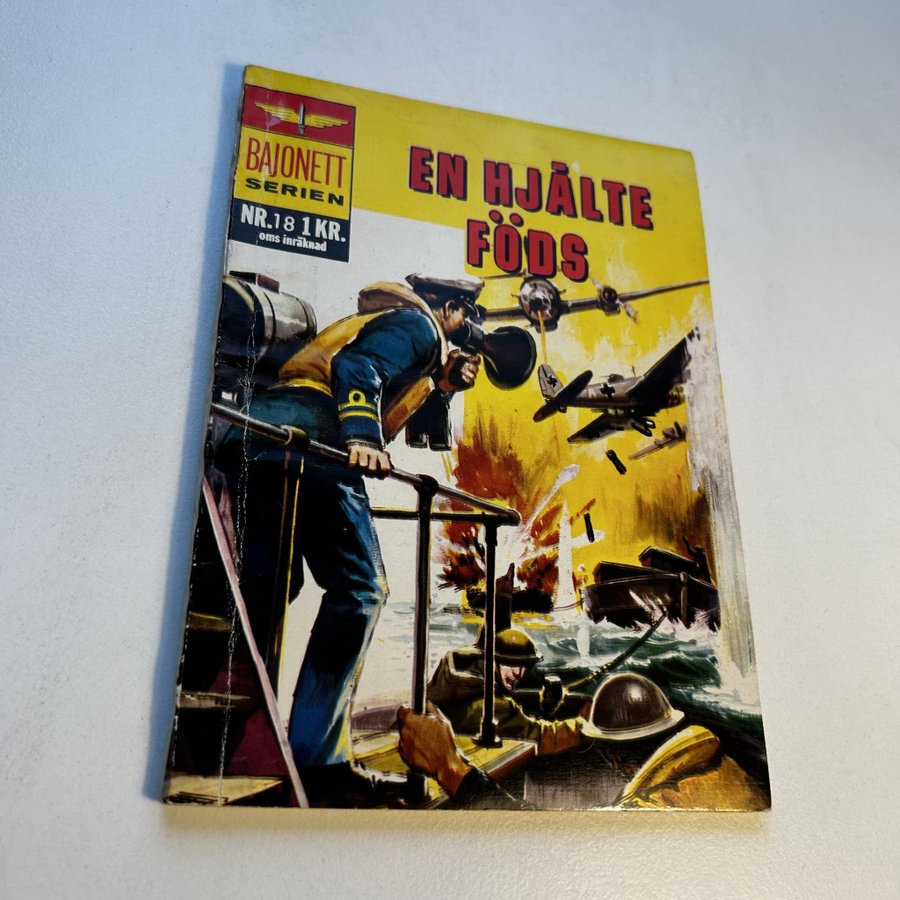 BAJONETT
SERIEN
NR.18 1 KR.
oms inräknad
EN HJÄLTE
FÖDS